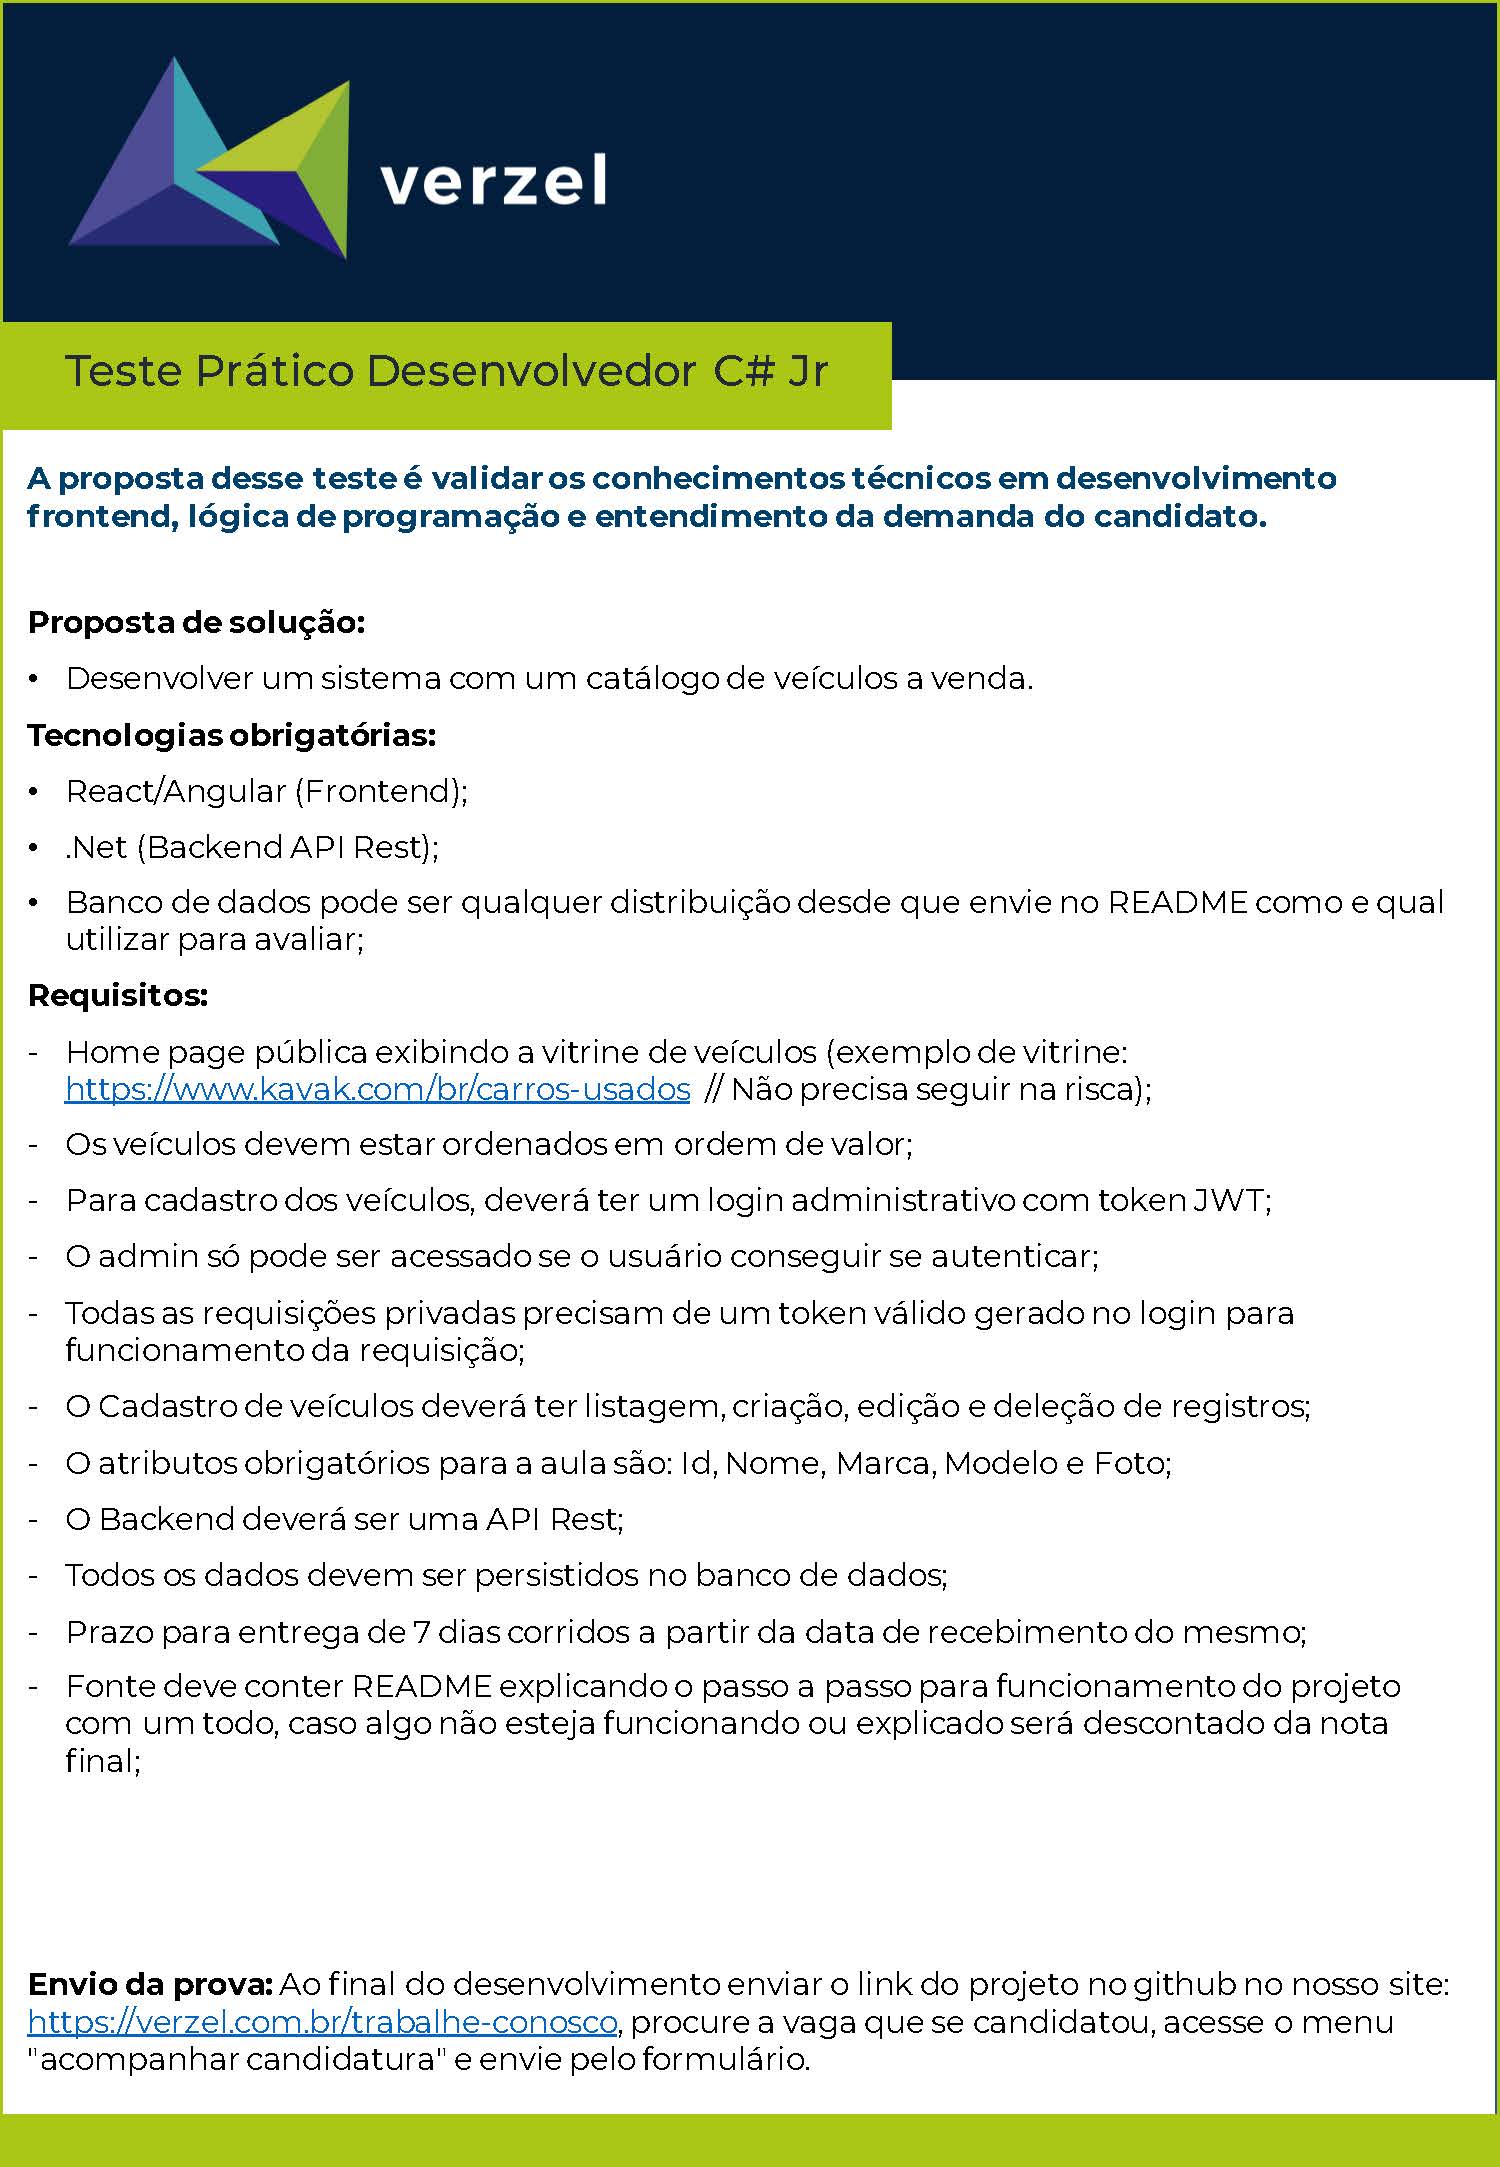 verzel
Teste Prático Desenvolvedor C# Jr
A proposta desse teste é validar os conhecimentos técnicos em desenvolvimento
frontend, lógica de programação e entendimento da demanda do candidato.
Proposta de solução:
• Desenvolver um sistema com um catálogo de veículos a venda.
Tecnologias obrigatórias:
• React/Angular (Frontend);
• .Net (Backend API Rest);
• Banco de dados pode ser qualquer distribuição desde que envie no README como e qual
utilizar para avaliar;
Requisitos:
- Home page pública exibindo a vitrine de veículos (exemplo de vitrine:
https://www.kavak.com/br/carros-usados // Não precisa seguir na risca);
- Os veículos devem estar ordenados em ordem de valor;
- Para cadastro dos veículos, deverá ter um login administrativo com token JWT;
- O admin só pode ser acessado se o usuário conseguir se autenticar;
- Todas as requisições privadas precisam de um token válido gerado no login para
funcionamento da requisição;
- O Cadastro de veículos deverá ter listagem, criação, edição e deleção de registros;
- O atributos obrigatórios para a aula são: Id, Nome, Marca, Modelo e Foto;
- O Backend deverá ser uma API Rest;
- Todos os dados devem ser persistidos no banco de dados;
- Prazo para entrega de 7 dias corridos a partir da data de recebimento do mesmo;
- Fonte deve conter README explicando o passo a passo para funcionamento do projeto
com um todo, caso algo não esteja funcionando ou explicado será descontado da nota
final;
Envio da prova: Ao final do desenvolvimento enviar o link do projeto no github no nosso site:
https://verzel.com.br/trabalhe-conosco, procure a vaga que se candidatou, acesse o menu
"acompanhar candidatura" e envie pelo formulário.